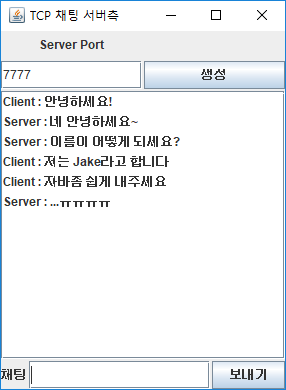 TCP 채팅 서버측
Server Port
7777 생성
Client : 안녕하세요!
Server : 네 안녕하세요~
Server : 이름이 어떻게 되세요?
Client : 저는 Jake라고 합니다
Client : 자바좀 쉽게 내주세요
Server : ...ㅠㅠㅠㅠ
채팅 보내기